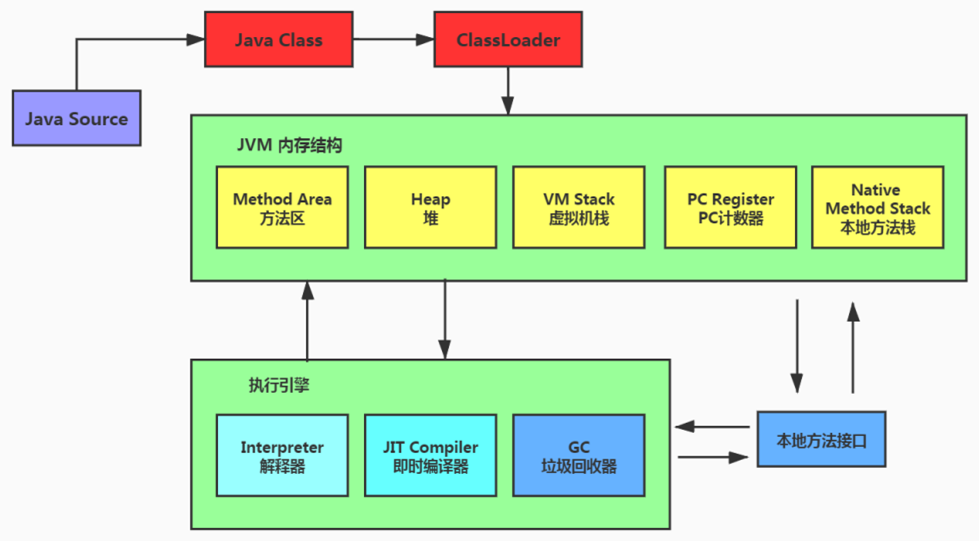 Java Class
ClassLoader
Java Source
JVM 内存结构
Method Area
方法区
Heap
堆
VM Stack
虚拟机栈
PC Register
PC计数器
Native
Method Stack
本地方法栈
执行引擎
Interpreter
解释器
JIT Compiler
即时编译器
GC
垃圾回收器
本地方法接口